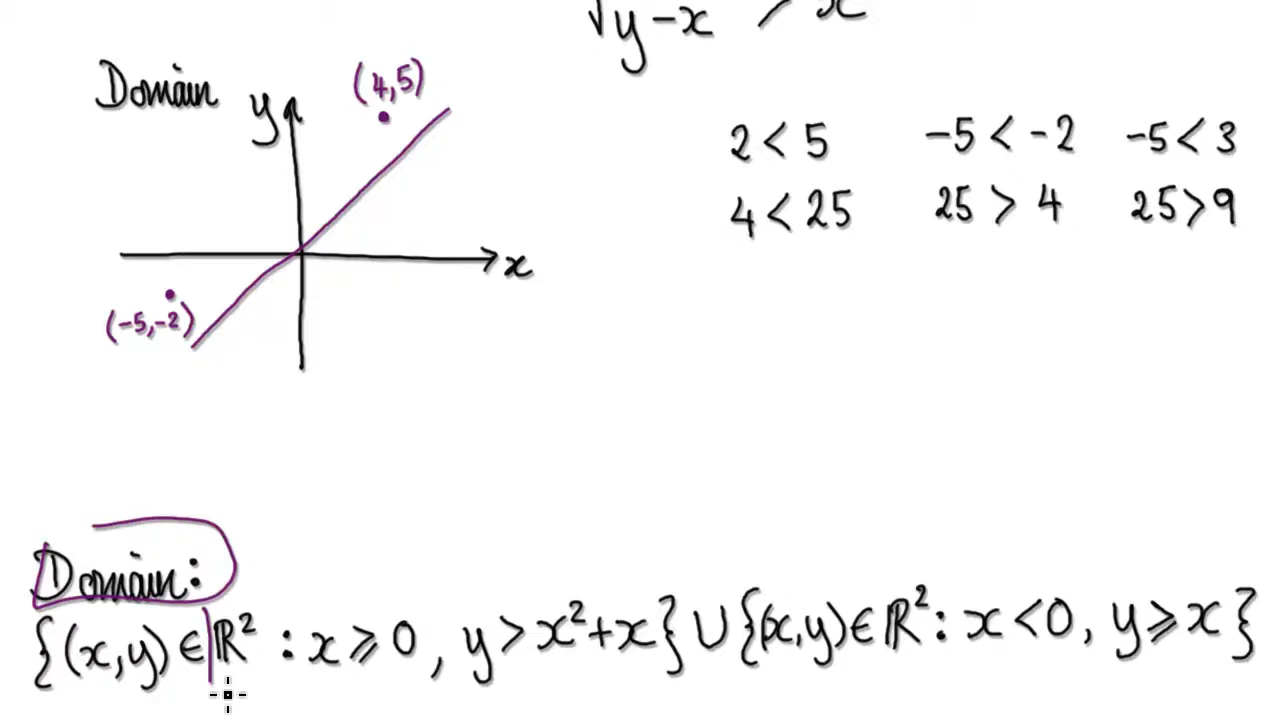 √y-x > x
Domain
y
(4,5)
x
(-5,-2)
2 < 5 -5 < -2 -5 < 3
4 < 25 25 > 4 25 > 9
Domain:
{(x,y) ∈ ℝ² : x ⩾ 0, y > x²+x} ∪ {(x,y) ∈ ℝ² : x < 0, y ⩾ x}